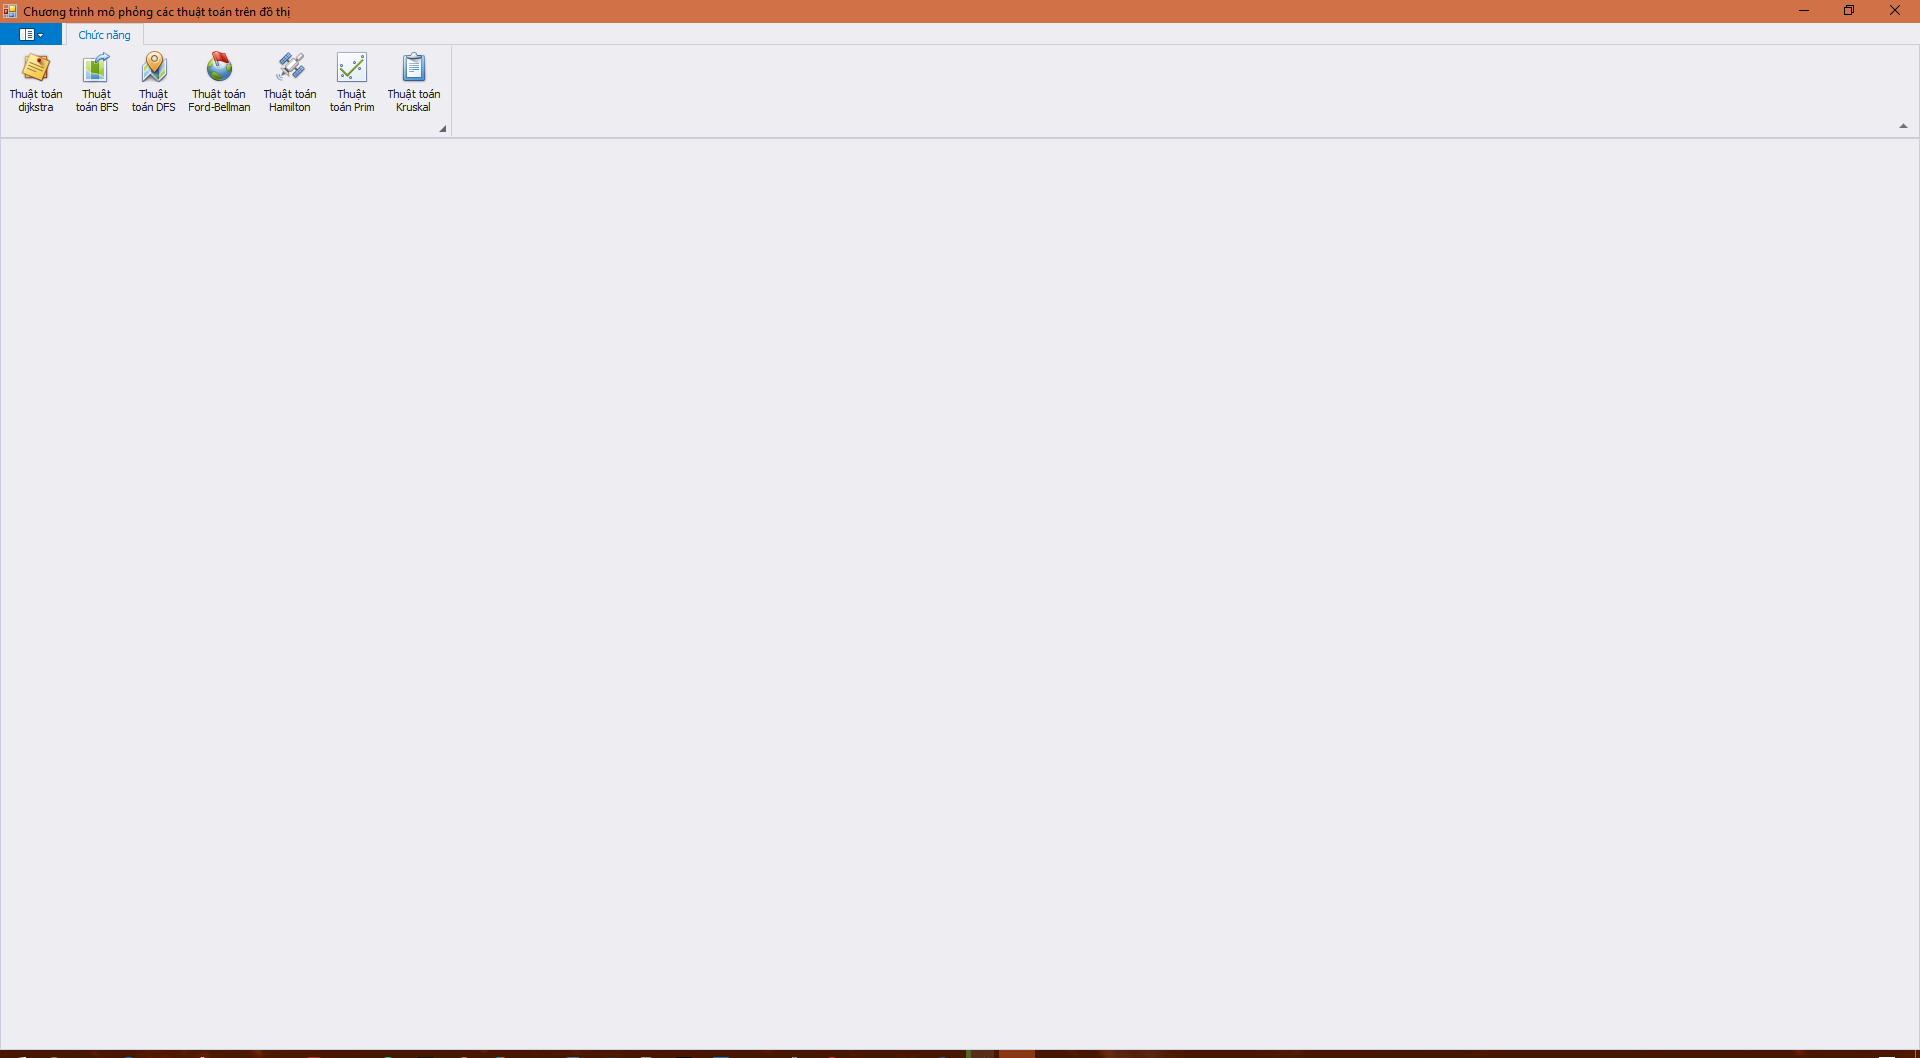 Chương trình mô phỏng các thuật toán trên đồ thị
Chức năng
Thuật toán
dijkstra
Thuật
toán BFS
Thuật
toán DFS
Thuật toán
Ford-Bellman
Thuật toán
Hamilton
Thuật
toán Prim
Thuật toán
Kruskal